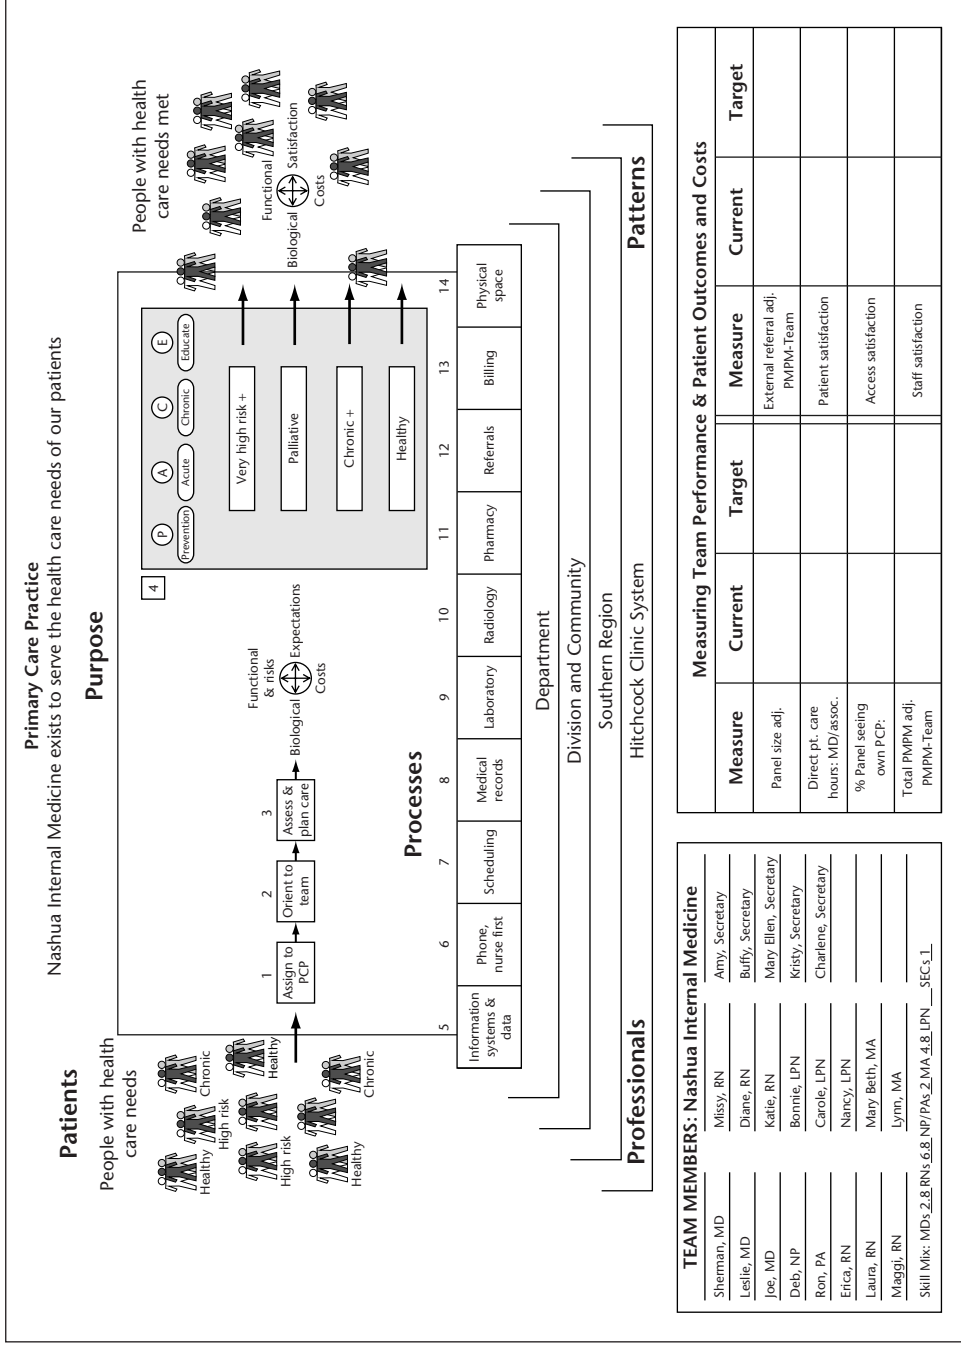 Primary Care Practice
Nashua Internal Medicine exists to serve the health care needs of our patients
Purpose
Patients
People with health
care needs
Healthy
High risk
Chronic
High risk
Healthy
Healthy
Chronic
1
Assign to
PCP
2
Orient to
team
3
Assess &
plan care
Functional
& risks
Biological
Expectations
Costs
4
P
A
C
E
Prevention
Acute
Chronic
Educate
Very high risk +
Palliative
Chronic +
Healthy
People with health
care needs met
Functional
Biological
Satisfaction
Costs
Processes
5
6
7
8
9
10
11
12
13
14
Information
systems &
data
Phone,
nurse first
Scheduling
Medical
records
Laboratory
Radiology
Pharmacy
Referrals
Billing
Physical
space
Department
Division and Community
Southern Region
Hitchcock Clinic System
Professionals
Patterns
TEAM MEMBERS: Nashua Internal Medicine
Sherman, MD
Missy, RN
Amy, Secretary
Leslie, MD
Diane, RN
Buffy, Secretary
Joe, MD
Katie, RN
Mary Ellen, Secretary
Deb, NP
Bonnie, LPN
Kristy, Secretary
Ron, PA
Carole, LPN
Charlene, Secretary
Erica, RN
Nancy, LPN
Laura, RN
Mary Beth, MA
Maggi, RN
Lynn, MA
Skill Mix: MDs 2.8 RNs 6.8 NP/PAs 2 MA 4.8 LPN___SECs 1
Measuring Team Performance & Patient Outcomes and Costs
Measure
Current
Target
Measure
Current
Target
Panel size adj.
External referral adj.
PMPM-Team
Direct pt. care
hours: MD/assoc.
Patient satisfaction
% Panel seeing
own PCP:
Access satisfaction
Total PMPM adj.
PMPM-Team
Staff satisfaction